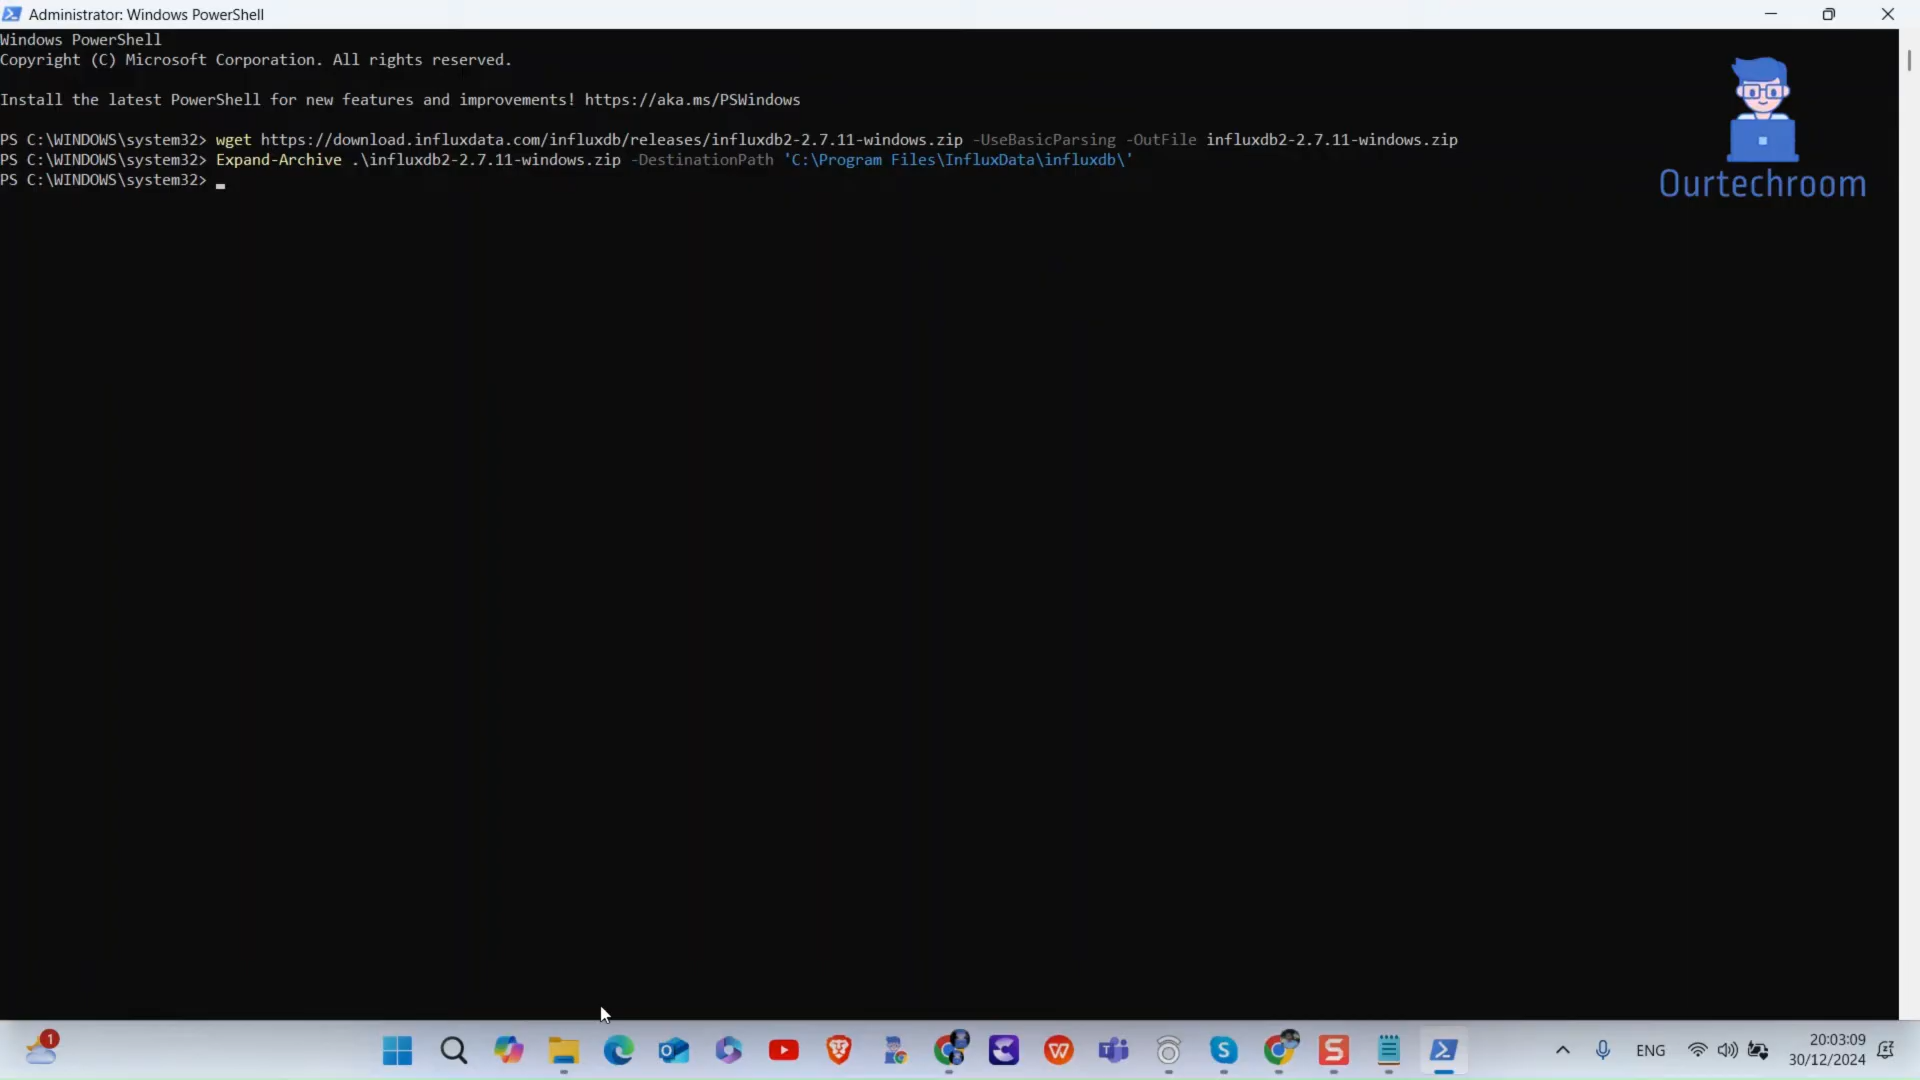 Administrator: Windows PowerShell
Windows PowerShell
Copyright (C) Microsoft Corporation. All rights reserved.
Install the latest PowerShell for new features and improvements! https://aka.ms/PSWindows
PS C:\WINDOWS\system32> wget https://download.influxdata.com/influxdb/releases/influxdb2-2.7.11-windows.zip -UseBasicParsing -OutFile influxdb2-2.7.11-windows.zip
PS C:\WINDOWS\system32> Expand-Archive .\influxdb2-2.7.11-windows.zip -DestinationPath 'C:\Program Files\InfluxData\influxdb\'
PS C:\WINDOWS\system32>
Ourtechroom
1
ENG
20:03:09
30/12/2024